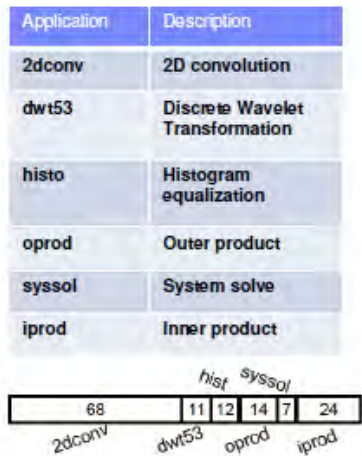 Application Description
2dconv 2D convolution
dwt53 Discrete Wavelet
Transformation
histo Histogram
equalization
oprod Outer product
syssol System solve
iprod Inner product
hist syssol
68 11 12 14 7 24
2dconv dwt53 oprod iprod